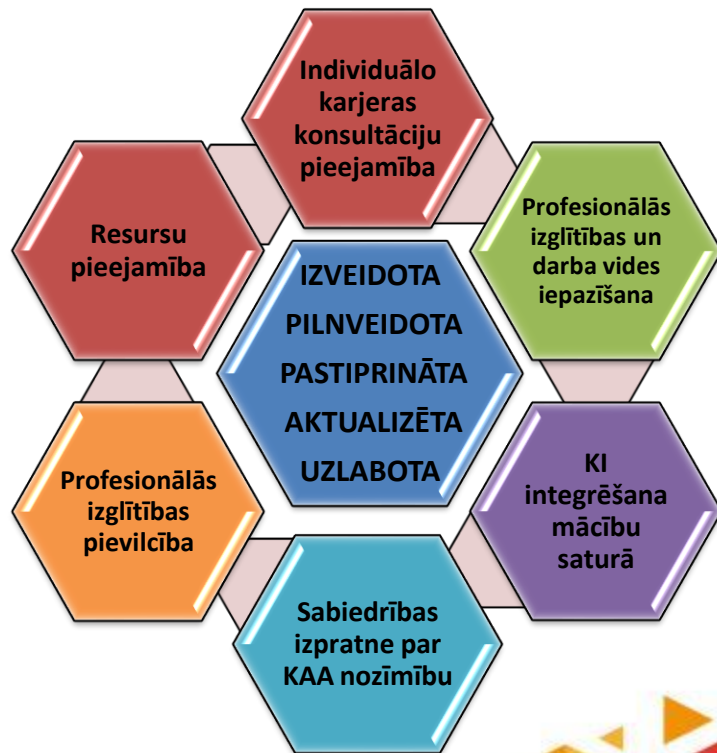 Individuālo
karjeras
konsultāciju
pieejamība
Profesionālās
izglītības un
darba vides
iepazīšana
KI
integrēšana
mācību
saturā
Sabiedrības
izpratne par
KAA nozīmību
Profesionālās
izglītības
pievilcība
Resursu
pieejamība
IZVEIDOTA
PILNVEIDOTA
PASTIPRINĀTA
AKTUALIZĒTA
UZLABOTA